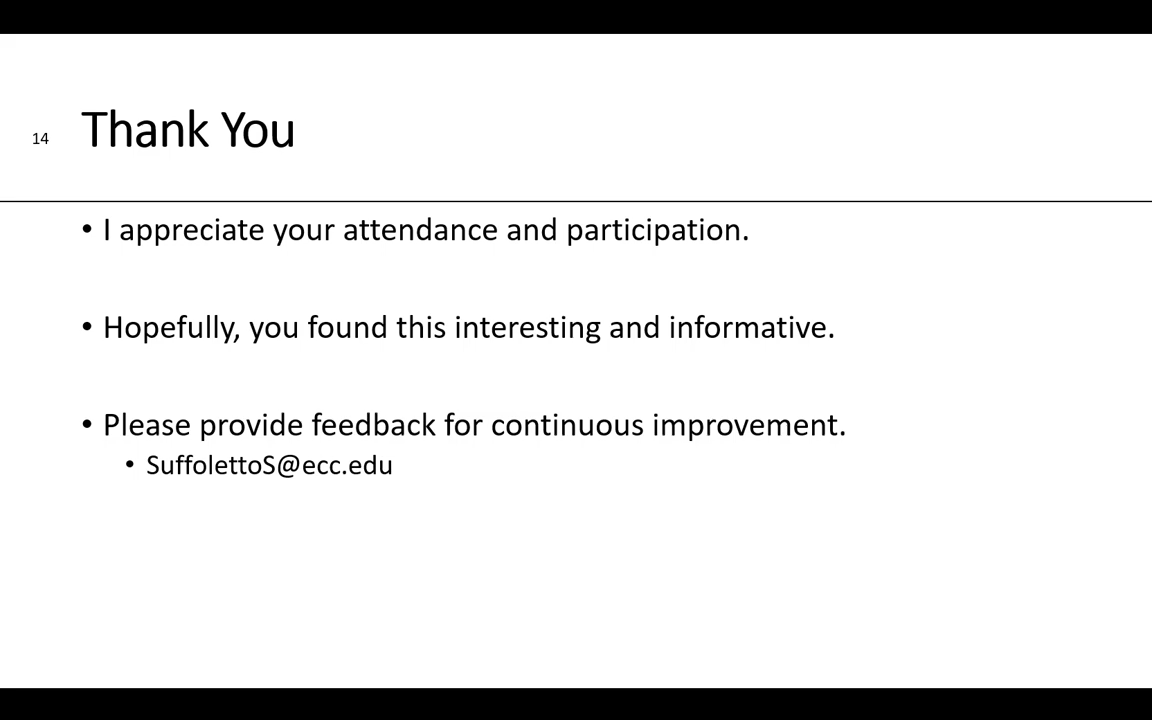 14
Thank You
• I appreciate your attendance and participation.
• Hopefully, you found this interesting and informative.
• Please provide feedback for continuous improvement.
• SuffolettoS@ecc.edu